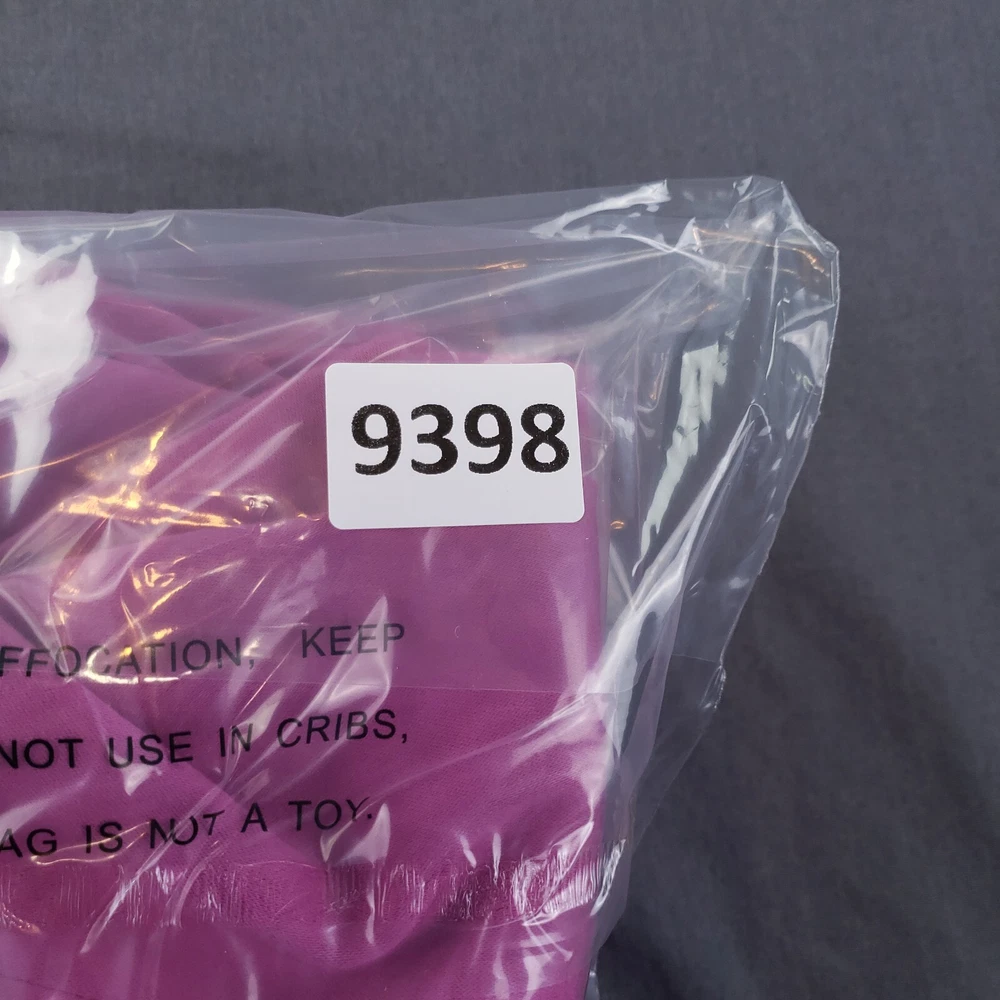 9398
FFOCATION, KEEP
NOT USE IN CRIBS,
AG IS NOT A TOY.